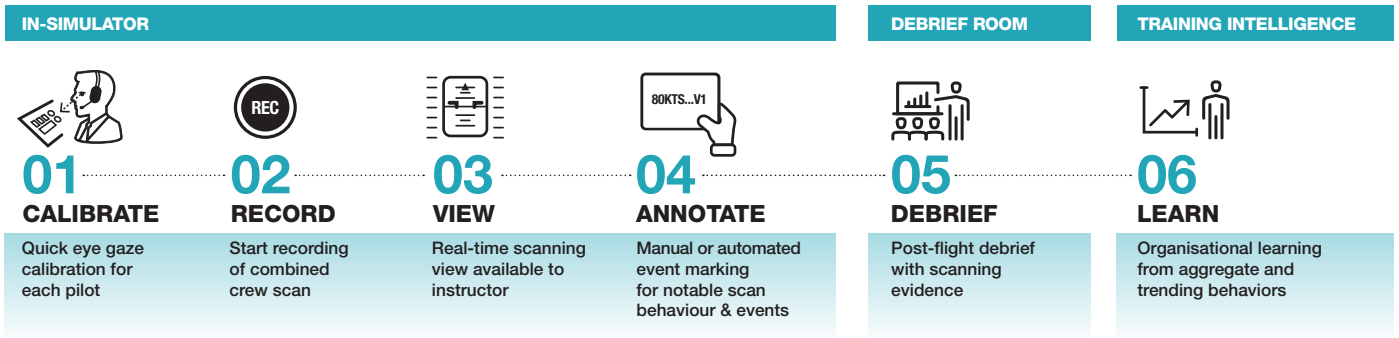 IN-SIMULATOR
DEBRIEF ROOM
TRAINING INTELLIGENCE
REC
80KTS...V1
01
CALIBRATE
Quick eye gaze
calibration for
each pilot
02
RECORD
Start recording
of combined
crew scan
03
VIEW
Real-time scanning
view available to
instructor
04
ANNOTATE
Manual or automated
event marking
for notable scan
behaviour & events
05
DEBRIEF
Post-flight debrief
with scanning
evidence
06
LEARN
Organisational learning
from aggregate and
trending behaviors